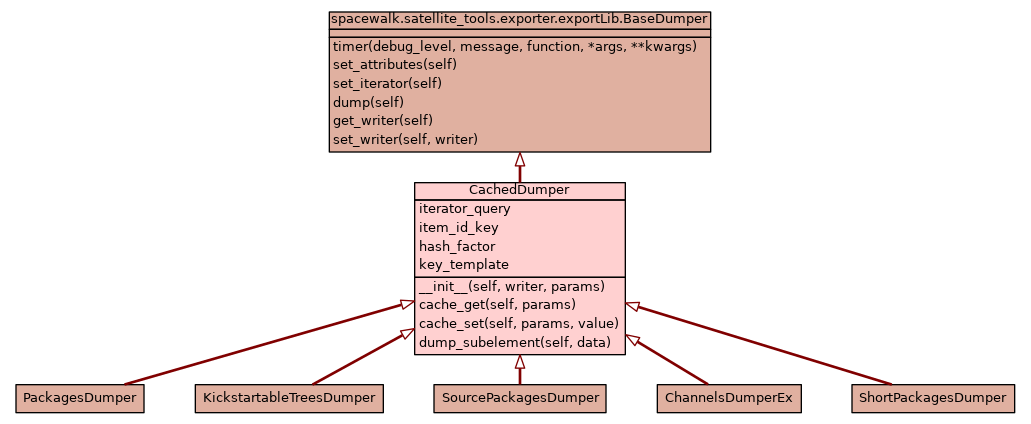 spacewalk.satellite_tools.exporter.exportLib.BaseDumper
timer(debug_level, message, function, *args, **kwargs)
set_attributes(self)
set_iterator(self)
dump(self)
get_writer(self)
set_writer(self, writer)
CachedDumper
iterator_query
item_id_key
hash_factor
key_template
__init__(self, writer, params)
cache_get(self, params)
cache_set(self, params, value)
dump_subelement(self, data)
PackagesDumper
KickstartableTreesDumper
SourcePackagesDumper
ChannelsDumperEx
ShortPackagesDumper